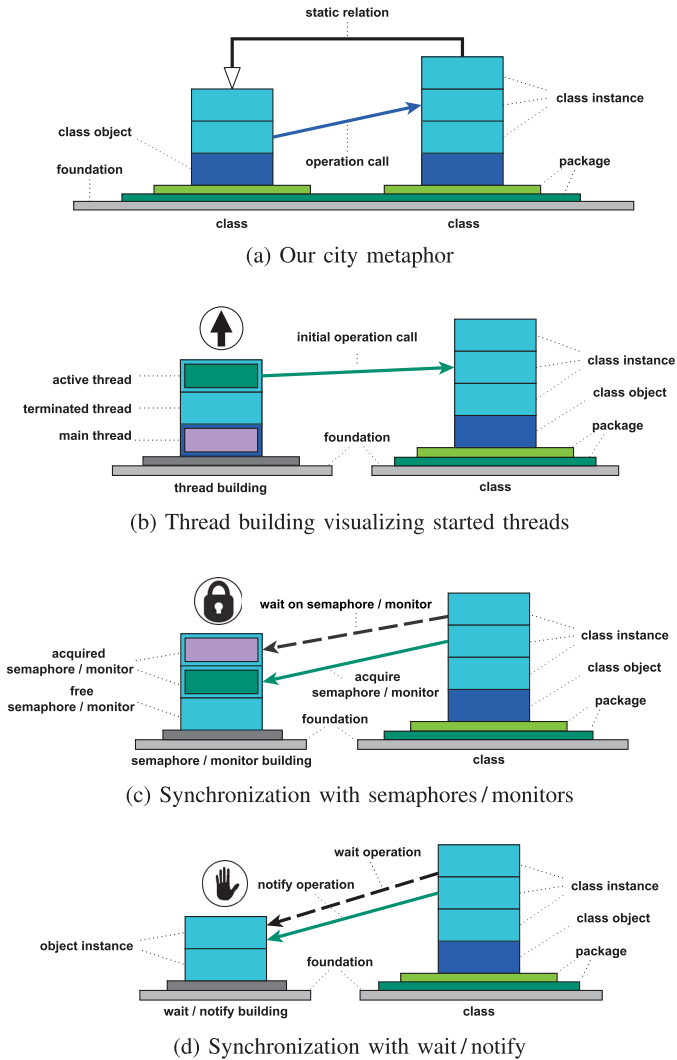 static relation
class instance
class object
operation call
package
foundation
class
class
(a) Our city metaphor
initial operation call
class instance
active thread
class object
terminated thread
main thread
package
foundation
thread building
class
(b) Thread building visualizing started threads
wait on semaphore / monitor
class instance
acquired
semaphore / monitor
class object
acquire
semaphore / monitor
free
semaphore / monitor
package
foundation
semaphore / monitor building
class
(c) Synchronization with semaphores / monitors
wait operation
notify operation
class instance
class object
object instance
package
foundation
wait / notify building
class
(d) Synchronization with wait / notify